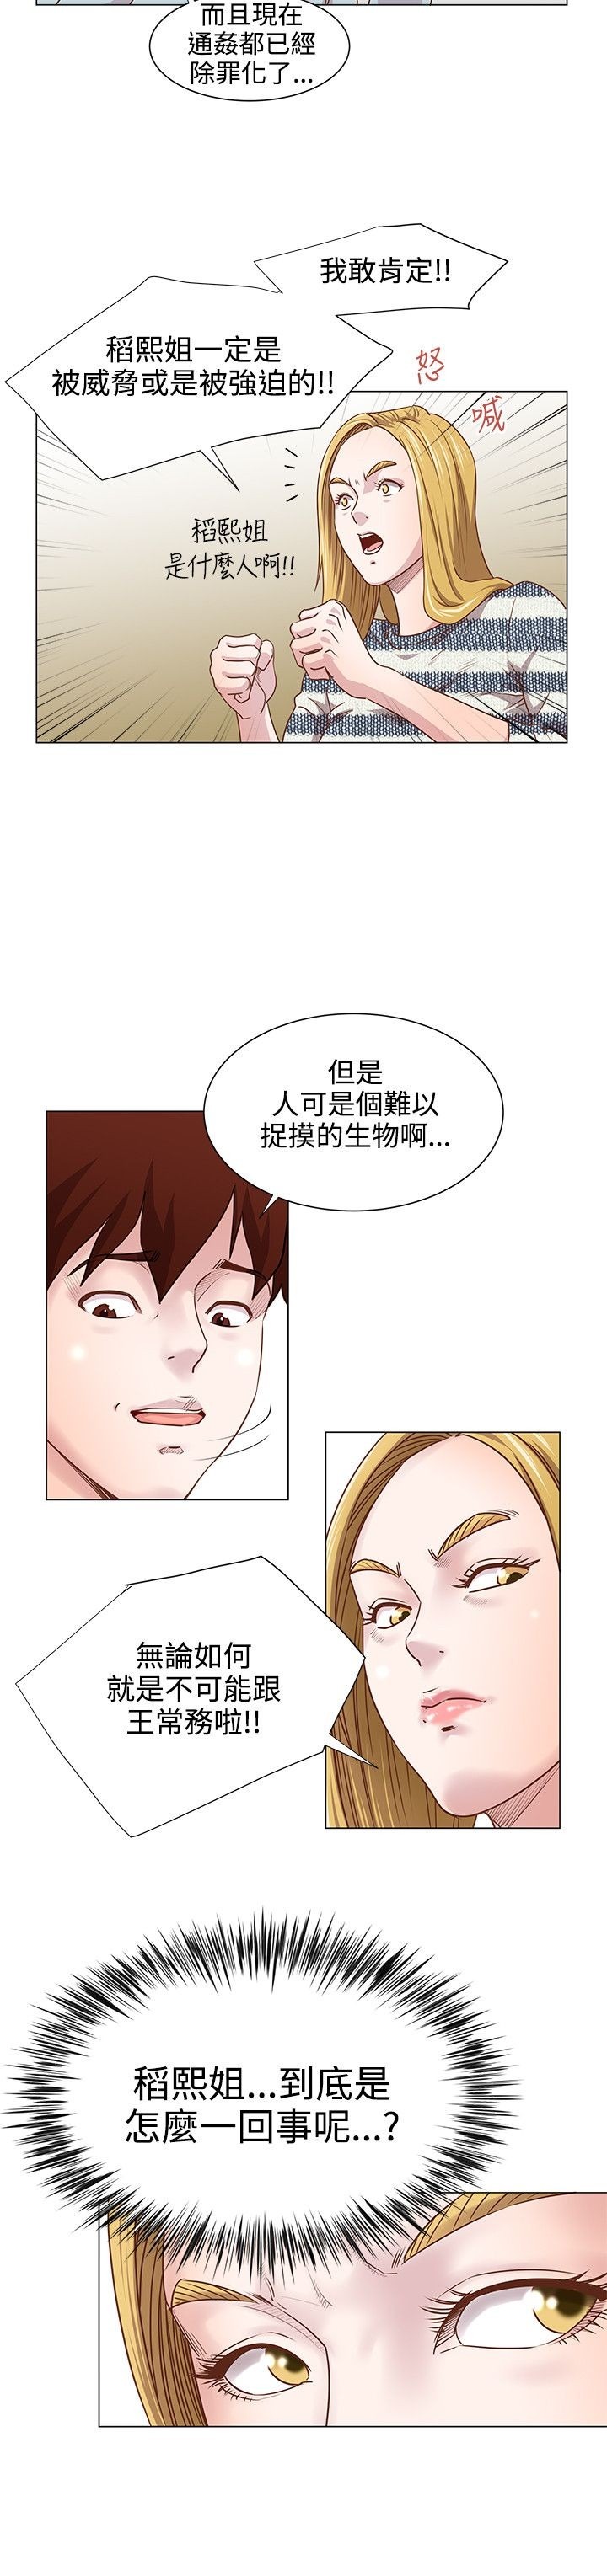 而且現在
通姦都已經
除罪化了...
我敢肯定!!
稻熙姐一定是
被威脅或是被強迫的!!
怒
喊
稻熙姐
是什麼人啊!!
但是
人可是個難以
捉摸的生物啊...
無論如何
就是不可能跟
王常務啦!!
稻熙姐...到底是
怎麼一回事呢...?